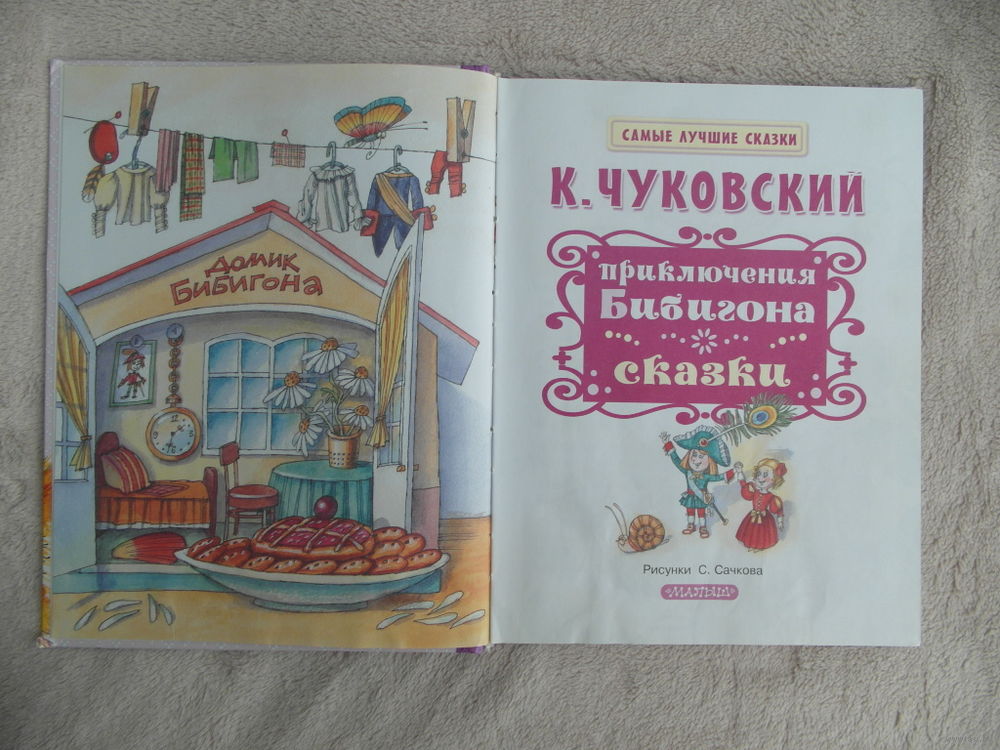 домик
Бибигона
САМЫЕ ЛУЧШИЕ СКАЗКИ
К. ЧУКОВСКИЙ
приключения
Бибигона
сказки
Рисунки С. Сачкова
«МАЛЫШ»